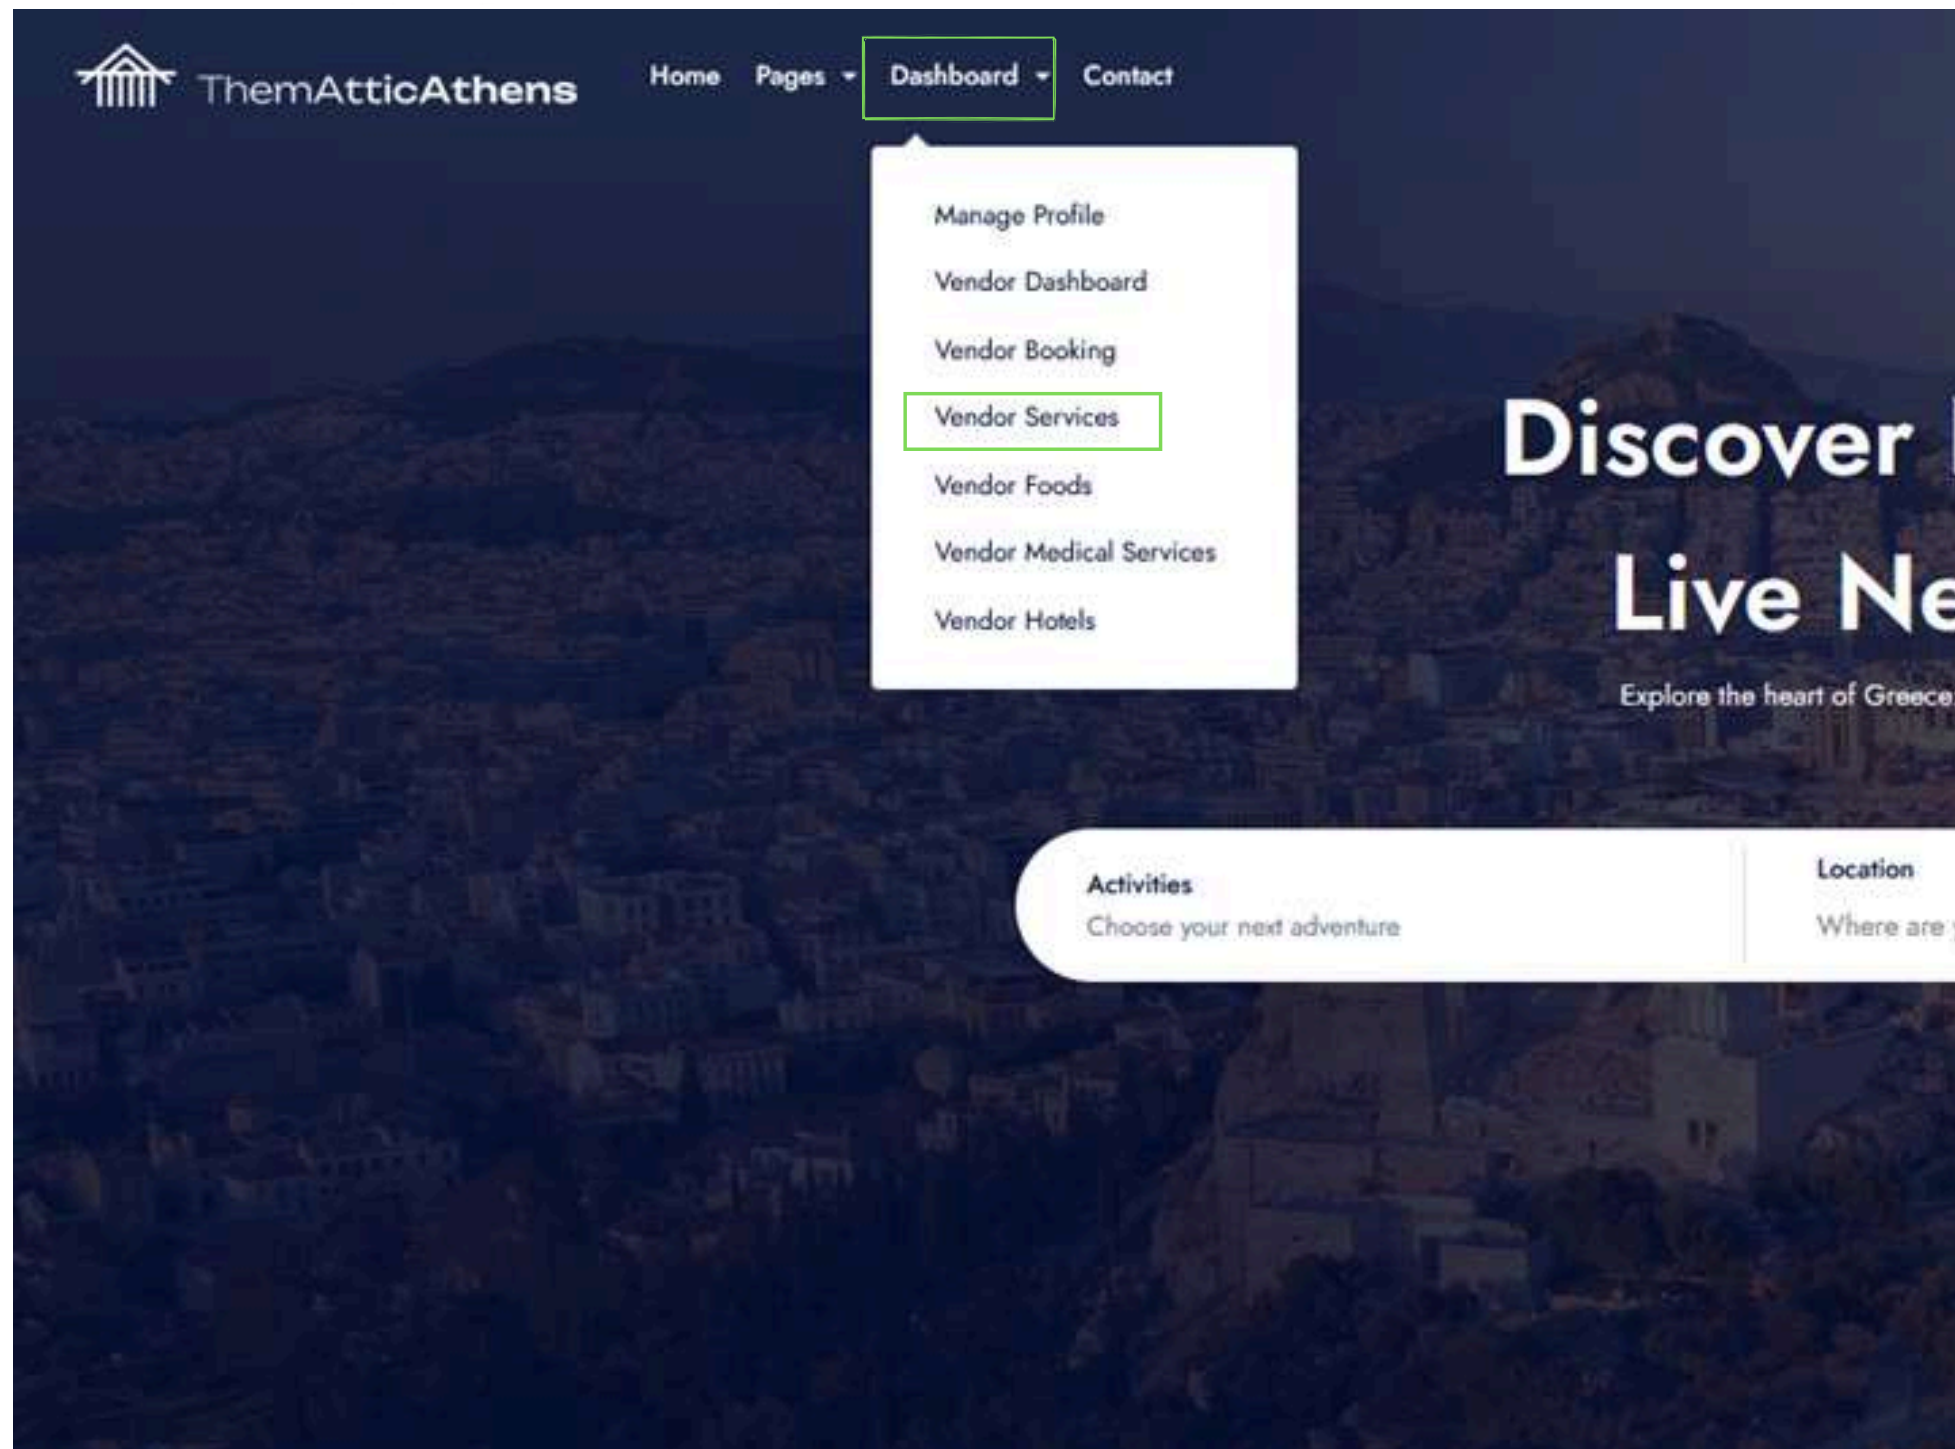 ThemAtticAthens
Home Pages Dashboard Contact
Manage Profile
Vendor Dashboard
Vendor Booking
Vendor Services
Vendor Foods
Vendor Medical Services
Vendor Hotels
Discover
Live Ne
Explore the heart of Greece
Activities
Choose your next adventure
Location
Where are